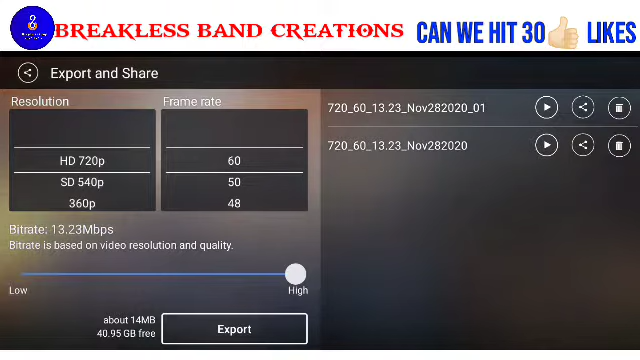 BREAKLESS BAND CREATIONS
CAN WE HIT 30 👍🏻 LIKES
Export and Share
Resolution
Frame rate
HD 720p
60
SD 540p
50
360p
48
Bitrate: 13.23Mbps
Bitrate is based on video resolution and quality.
Low
High
about 14MB
40.95 GB free
Export
720_60_13.23_Nov282020_01
720_60_13.23_Nov282020